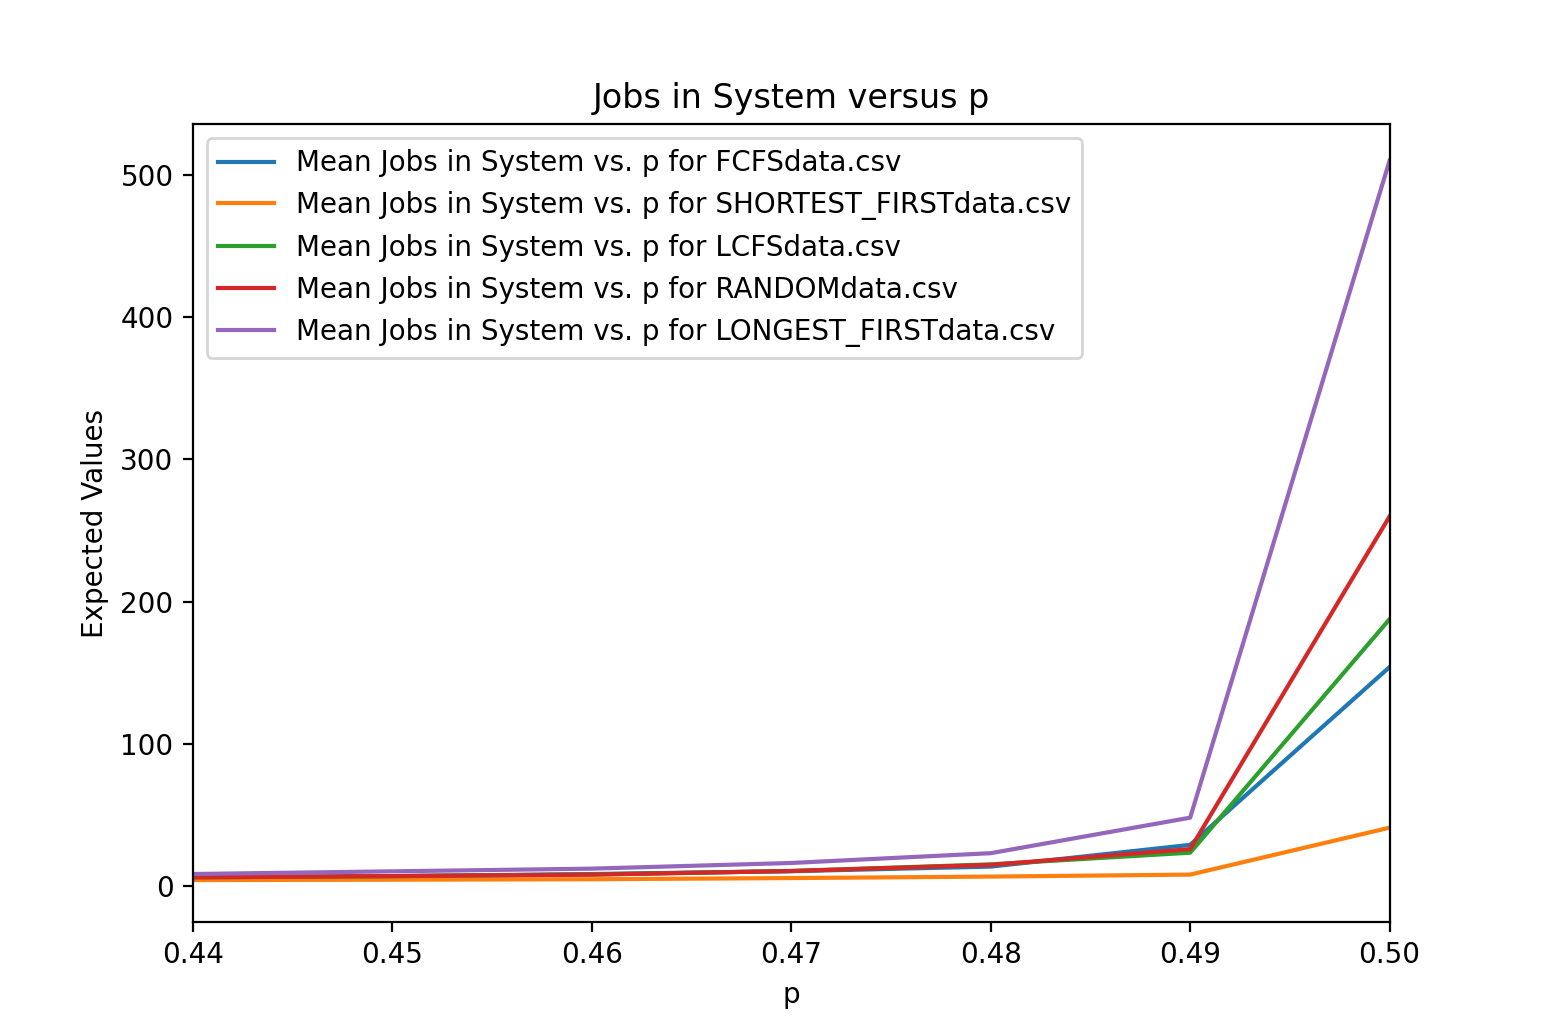 Jobs in System versus p
Mean Jobs in System vs. p for FCFSdata.csv
Mean Jobs in System vs. p for SHORTEST_FIRSTdata.csv
Mean Jobs in System vs. p for LCFSdata.csv
Mean Jobs in System vs. p for RANDOMdata.csv
Mean Jobs in System vs. p for LONGEST_FIRSTdata.csv
Expected Values
500
400
300
200
100
0
0.44 0.45 0.46 0.47 0.48 0.49 0.50
p